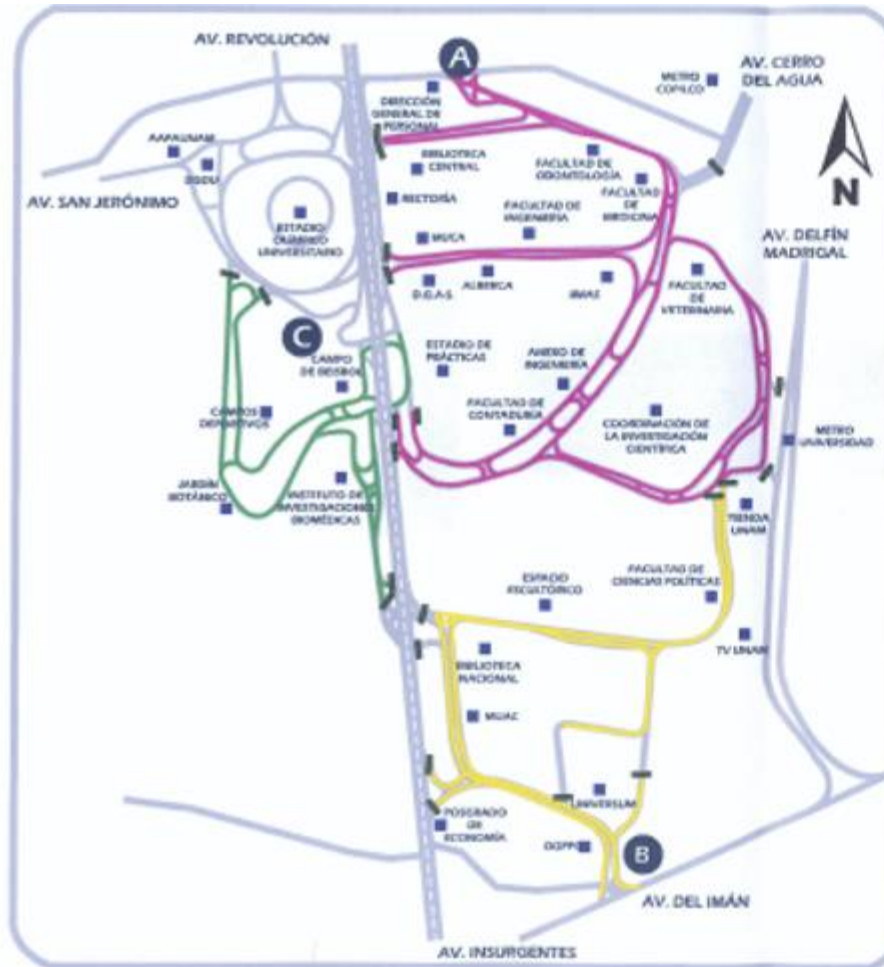 AV. REVOLUCIÓN
A
AV. CERRO
DEL AGUA
METRO
COPILCO
DIRECCIÓN
GENERAL DE
PERSONAL
AAPAUNAM
BIBLIOTECA
CENTRAL
FACULTAD DE
ODONTOLOGÍA
N
AV. SAN JERÓNIMO
RECTORÍA
FACULTAD
DE
MEDICINA
ESTADIO
OLÍMPICO
UNIVERSITARIO
FACULTAD DE
INGENIERÍA
MUCA
AV. DELFÍN
MADRIGAL
D.G.A.S
ALBERCA
IIMAS
FACULTAD
DE
VETERINARIA
C
CAMPO
DE BEISBOL
ESTADIO DE
PRÁCTICAS
ANEXO DE
INGENIERÍA
CAMPOS
DEPORTIVOS
FACULTAD DE
CONTADURÍA
COORDINACIÓN DE
LA INVESTIGACIÓN
CIENTÍFICA
METRO
UNIVERSIDAD
JARDÍN
BOTÁNICO
INSTITUTO DE
INVESTIGACIONES
BIOMÉDICAS
TIENDA
UNAM
ESPACIO
ESCULTÓRICO
FACULTAD DE
CIENCIAS POLÍTICAS
TV UNAM
BIBLIOTECA
NACIONAL
MUAC
UNIVERSUM
POSGRADO
DE
ECONOMÍA
B
AV. DEL IMÁN
AV. INSURGENTES